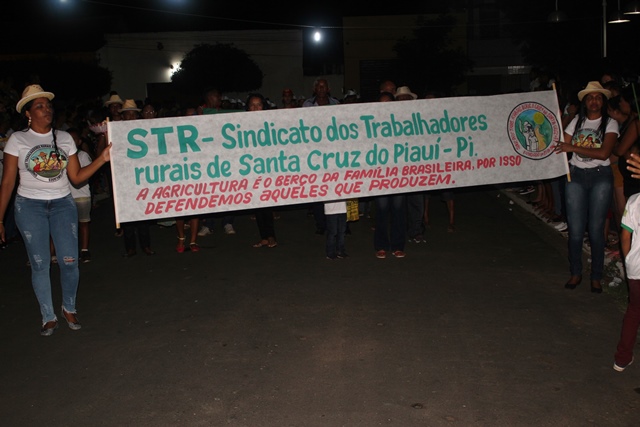 STR- Sindicato dos Trabalhadores
rurais de Santa Cruz do Piauí - Pi.
A AGRICULTURA É O BERÇO DA FAMÍLIA BRASILEIRA, POR ISSO
DEFENDEMOS AQUELES QUE PRODUZEM.